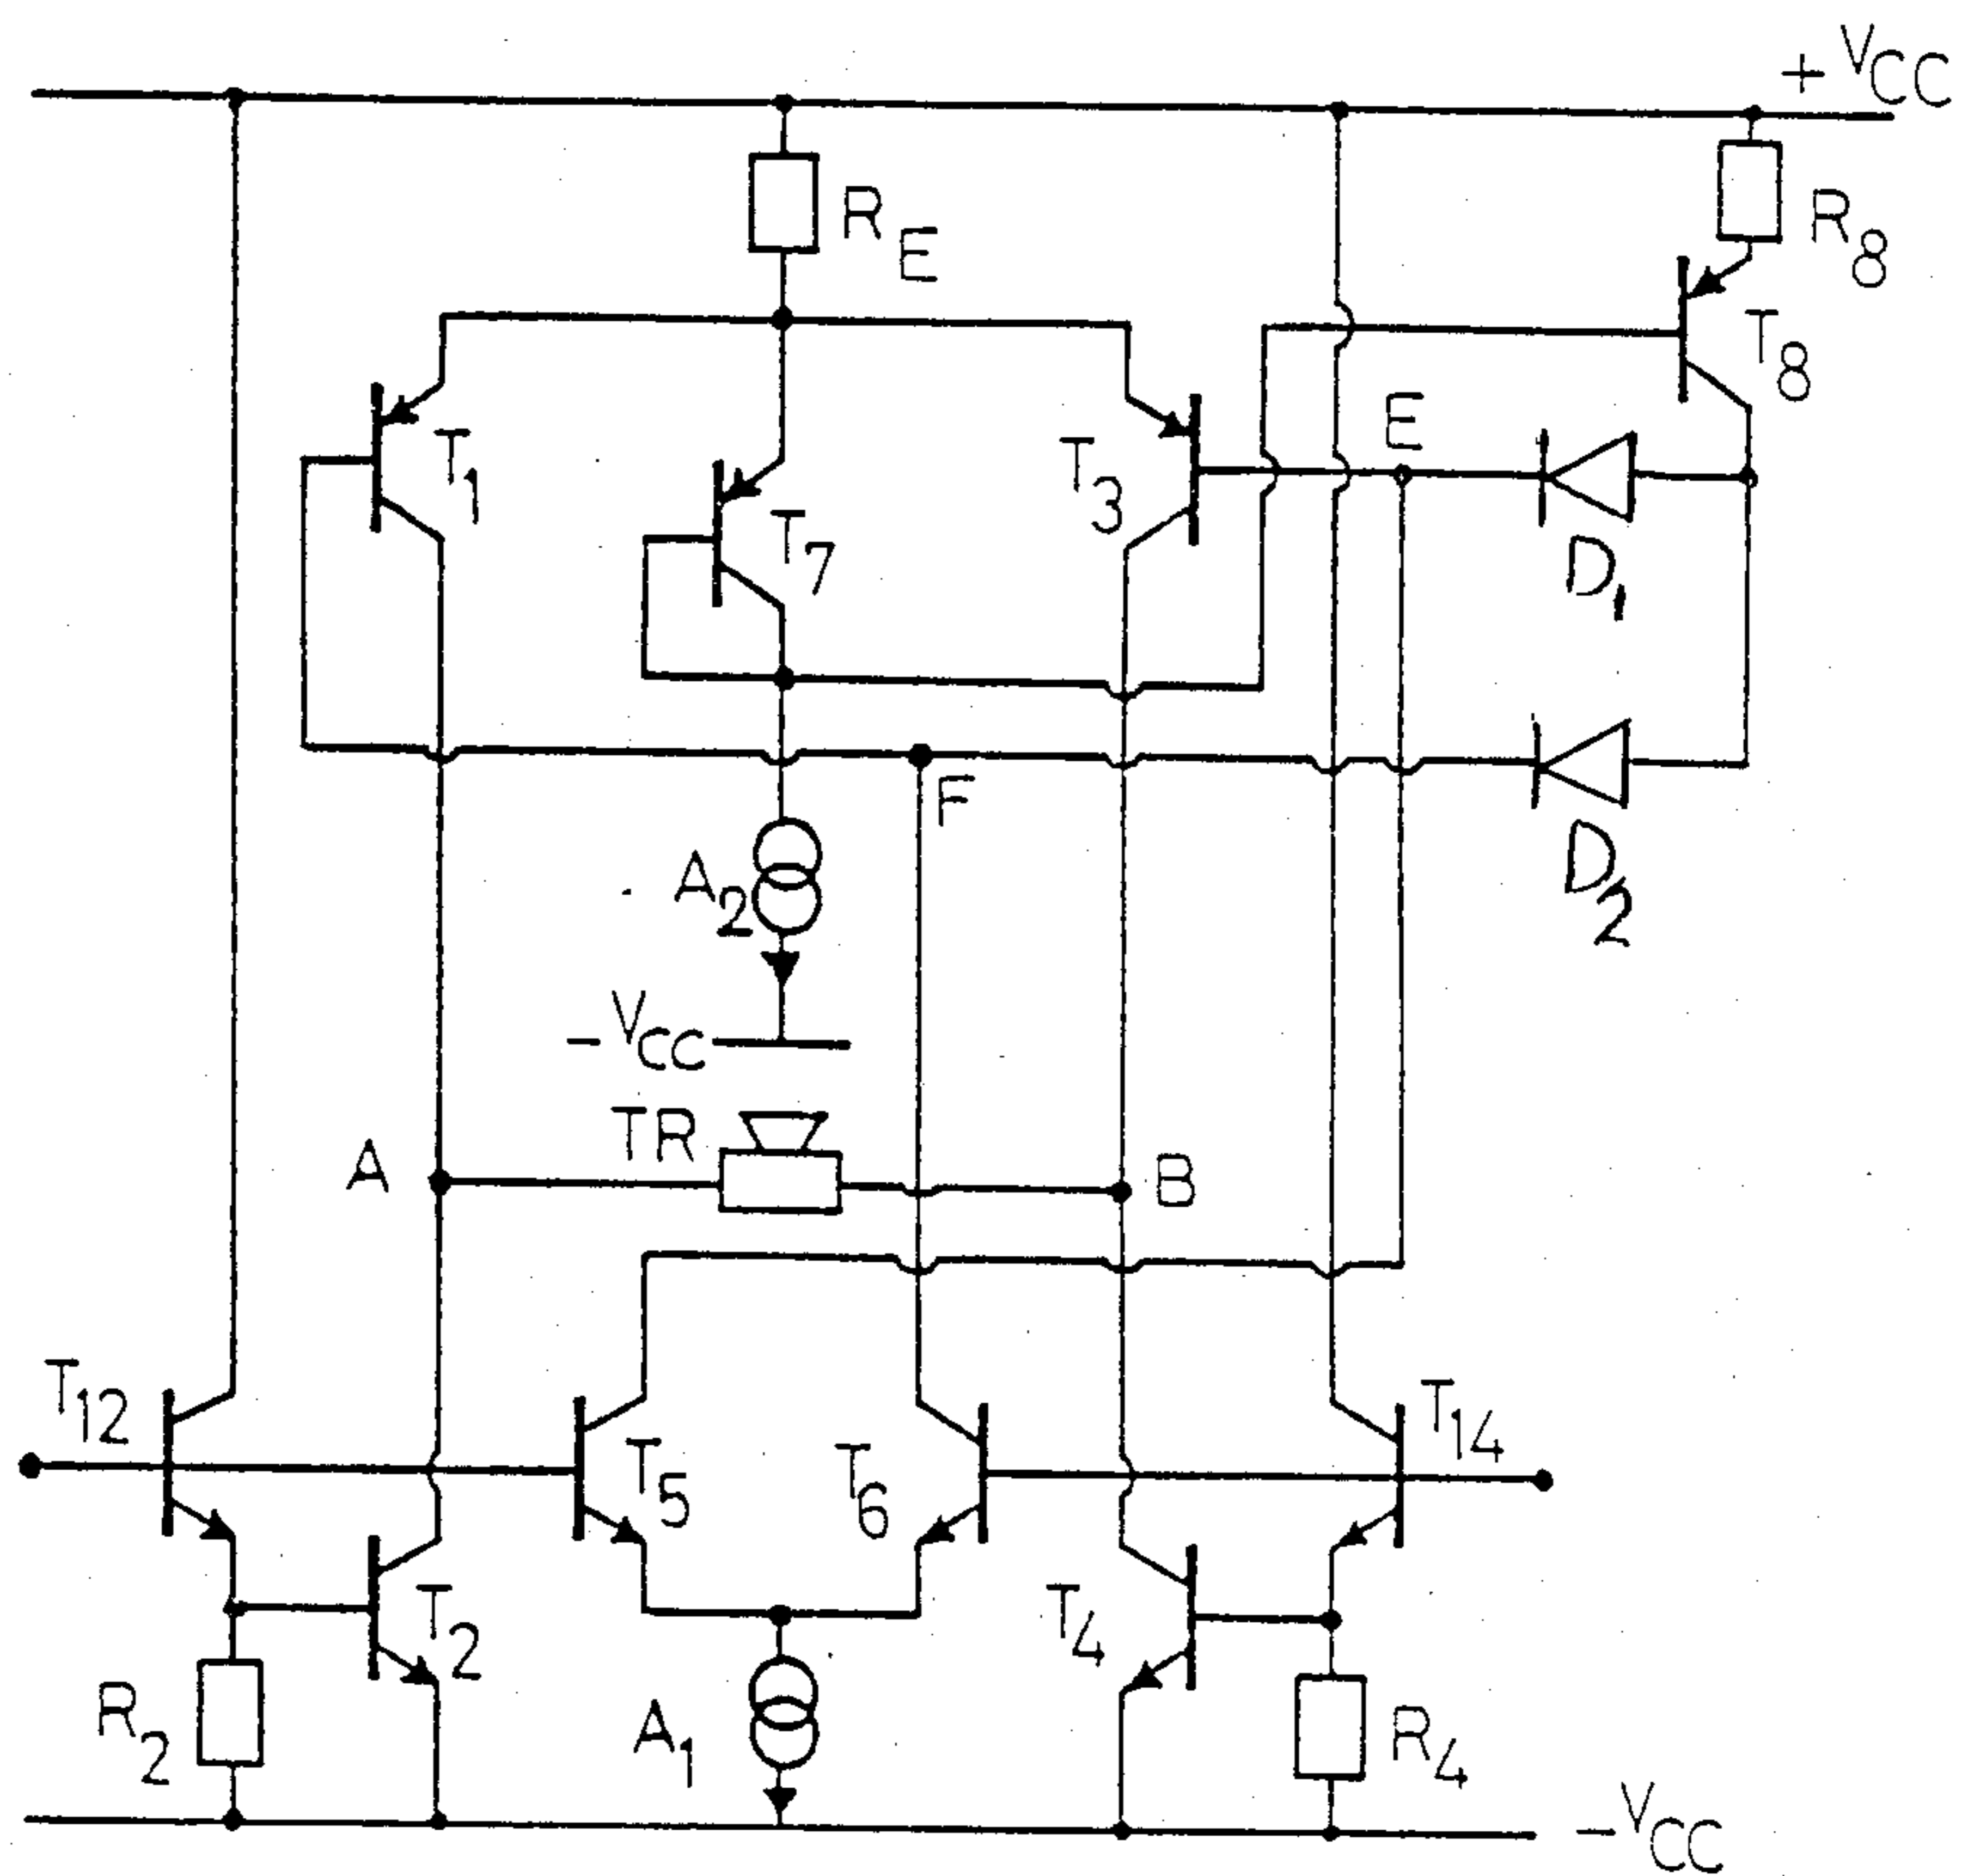 + VCC
RE
R8
T8
E
T1
T3
T7
D1
F
A2
D2
- VCC
TR
A
B
T12
T14
T5
T6
T2
T4
R2
A1
R4
- VCC